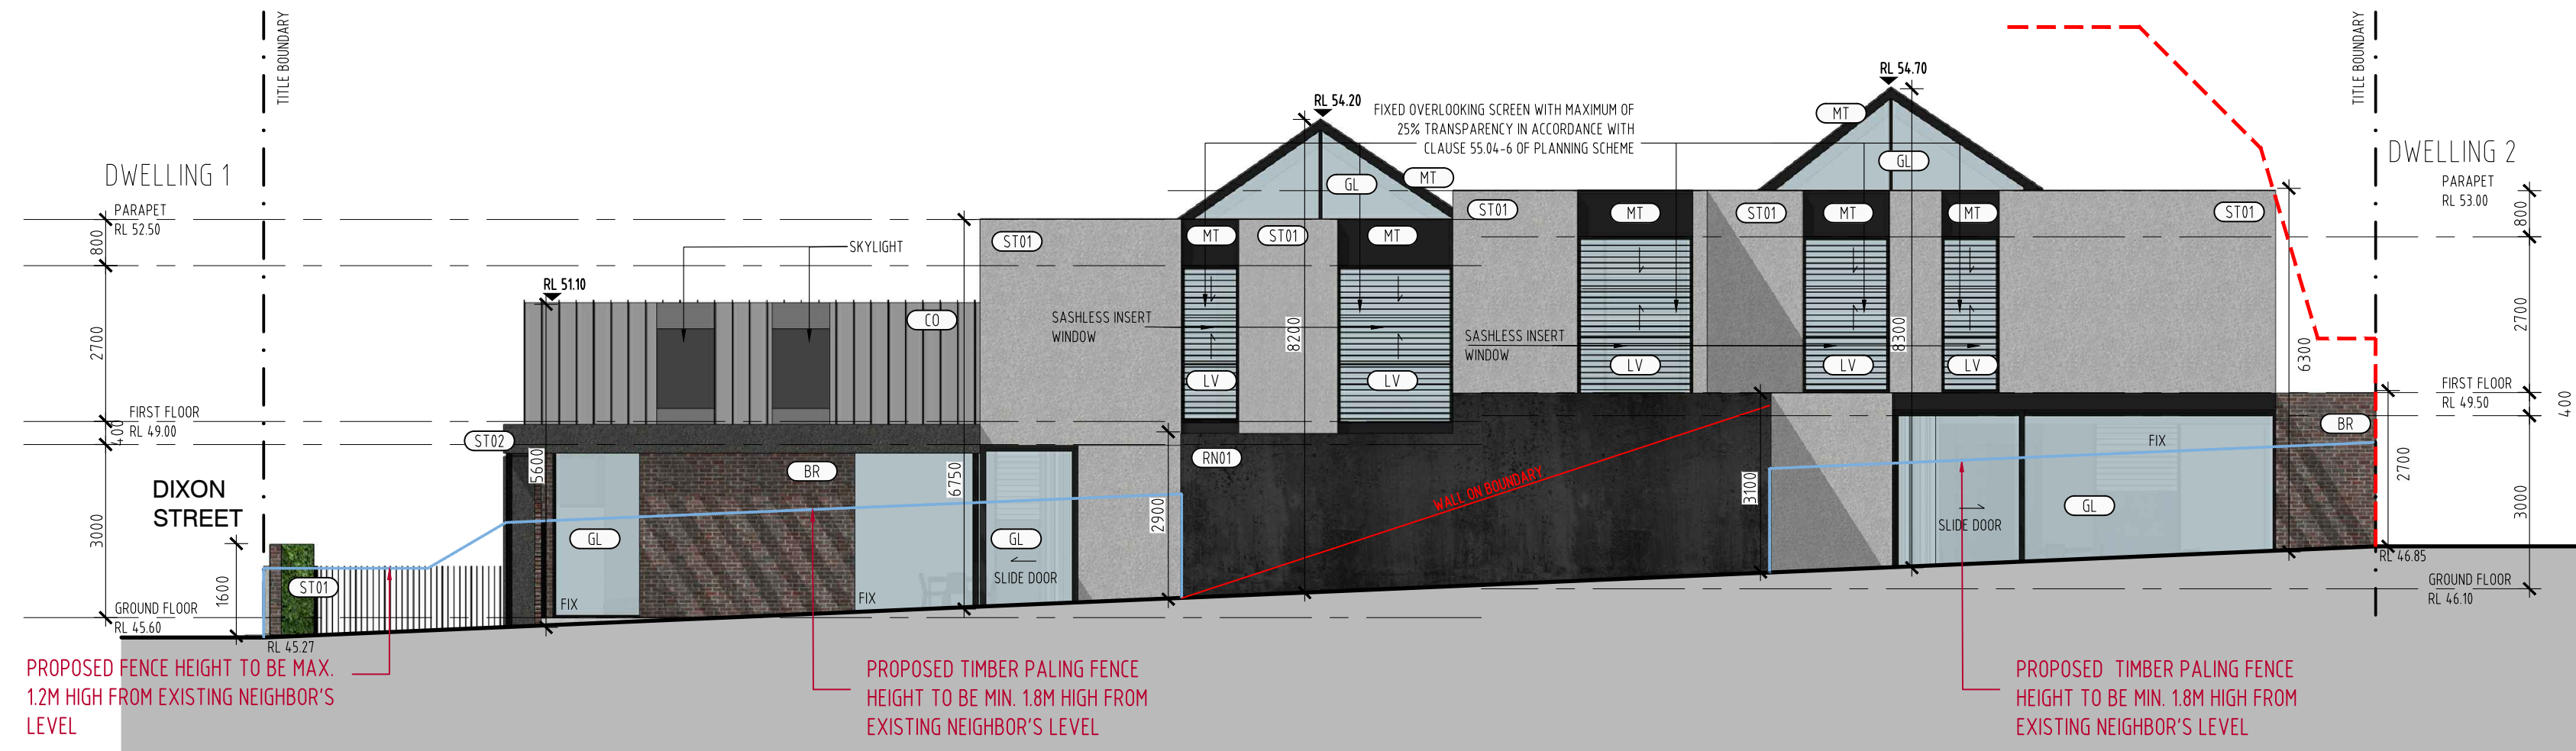 TITLE BOUNDARY
TITLE BOUNDARY
DWELLING 1
PARAPET
RL 52.50
800
2700
FIRST FLOOR
RL 49.00
400
3000
DIXON
STREET
GROUND FLOOR
RL 45.60
1600
RL 45.27
ST01
RL 51.10
SKYLIGHT
CO
ST02
5600
BR
GL
FIX
FIX
6750
GL
SLIDE DOOR
ST01
SASHLESS INSERT
WINDOW
2900
RN01
RL 54.20
FIXED OVERLOOKING SCREEN WITH MAXIMUM OF
25% TRANSPARENCY IN ACCORDANCE WITH
CLAUSE 55.04-6 OF PLANNING SCHEME
GL
MT
MT
ST01
MT
8200
LV
LV
WALL ON BOUNDARY
ST01
MT
ST01
SASHLESS INSERT
WINDOW
LV
3100
RL 54.70
MT
GL
MT
MT
8300
LV
LV
ST01
6300
FIX
SLIDE DOOR
GL
BR
2700
DWELLING 2
PARAPET
RL 53.00
800
2700
FIRST FLOOR
RL 49.50
400
3000
RL 46.85
GROUND FLOOR
RL 46.10
PROPOSED FENCE HEIGHT TO BE MAX.
1.2M HIGH FROM EXISTING NEIGHBOR'S
LEVEL
PROPOSED TIMBER PALING FENCE
HEIGHT TO BE MIN. 1.8M HIGH FROM
EXISTING NEIGHBOR'S LEVEL
PROPOSED TIMBER PALING FENCE
HEIGHT TO BE MIN. 1.8M HIGH FROM
EXISTING NEIGHBOR'S LEVEL